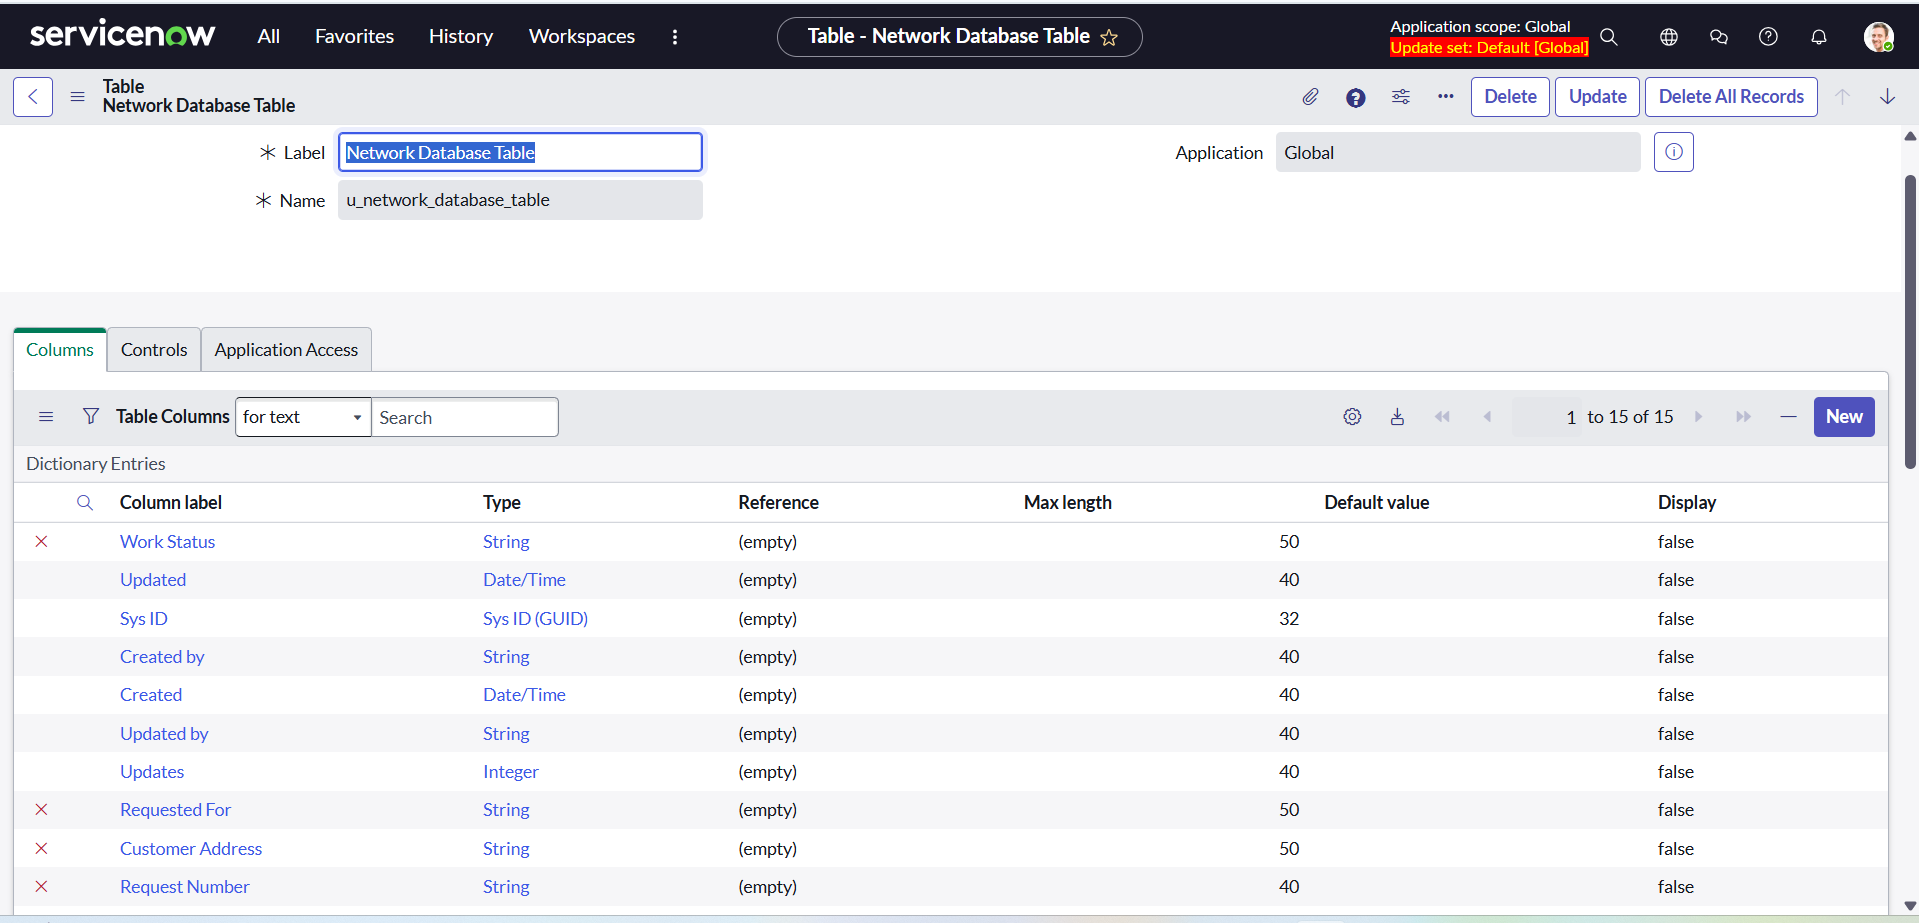 servicenow All Favorites History Workspaces Table - Network Database Table Application scope: Global
Update set: Default [Global]
Table
Network Database Table Delete Update Delete All Records
Label Network Database Table Application Global
Name u_network_database_table
Columns Controls Application Access
Table Columns for text Search 1 to 15 of 15 New
Dictionary Entries
Column label Type Reference Max length Default value Display
Work Status String (empty) 50 false
Updated Date/Time (empty) 40 false
Sys ID Sys ID (GUID) (empty) 32 false
Created by String (empty) 40 false
Created Date/Time (empty) 40 false
Updated by String (empty) 40 false
Updates Integer (empty) 40 false
Requested For String (empty) 50 false
Customer Address String (empty) 50 false
Request Number String (empty) 40 false